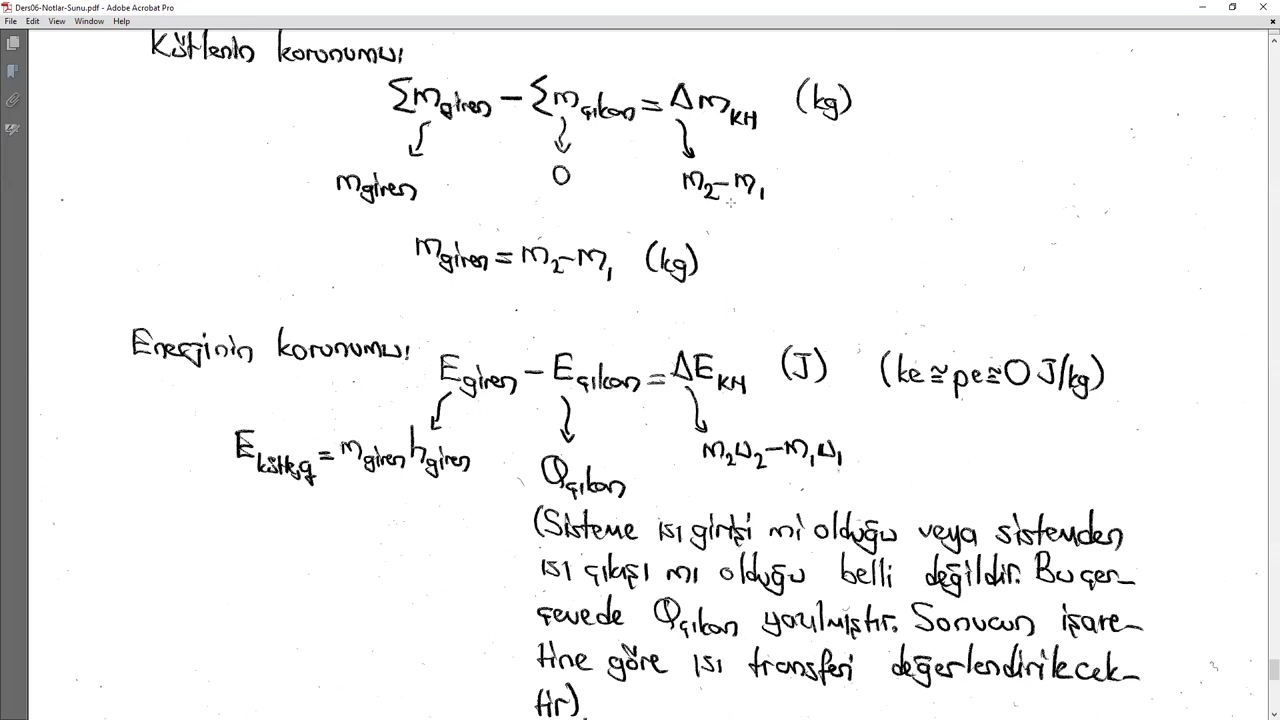 Ders06-Notlar-Sunu.pdf - Adobe Acrobat Pro
File Edit View Window Help
Kütlenin korunumu:
Σm_giren − Σm_çıkan = Δm_KH (kg)
m_giren 0 m_2 − m_1
m_giren = m_2 − m_1 (kg)
Enerjinin korunumu:
E_giren − E_çıkan = ΔE_KH (J) (ke ≅ pe ≅ 0 J/kg)
E_kütle,g = m_giren h_giren Q_çıkan m_2u_2 − m_1u_1
(Sisteme ısı girişi mi olduğu veya sistemden
ısı çıkışı mı olduğu belli değildir. Bu çer-
çevede Q_çıkan yazılmıştır. Sonucun işare-
tine göre ısı transferi değerlendirilecek-
tir).